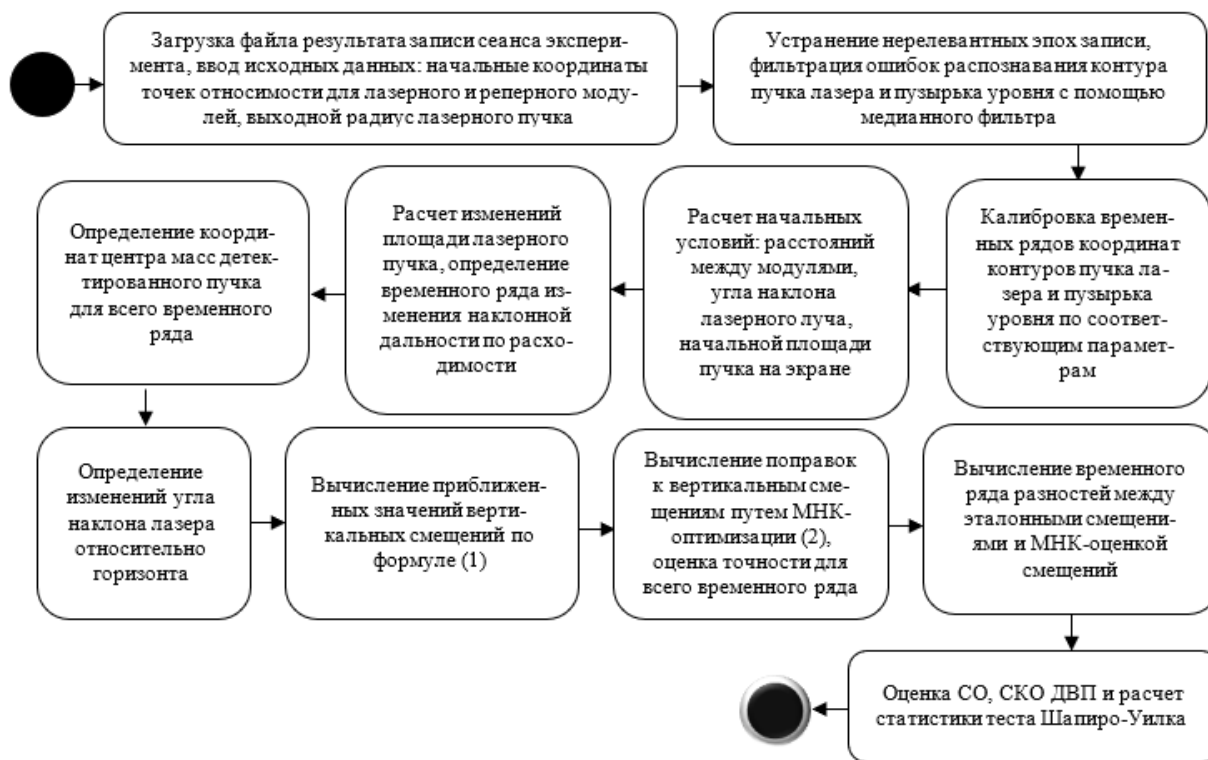 Загрузка файла результата записи сеанса экспери-
мента, ввод исходных данных: начальные координаты
точек относимости для лазерного и реперного моду-
лей, выходной радиус лазерного пучка
Устранение нерелевантных эпох записи,
фильтрация ошибок распознавания контура
пучка лазера и пузырька уровня с помощью
медианного фильтра
Калибровка времен-
ных рядов координат
контуров пучка ла-
зера и пузырька
уровня по соответ-
ствующим парамет-
рам
Расчет начальных
условий: расстояний
между модулями,
угла наклона
лазерного луча,
начальной площади
пучка на экране
Расчет изменений
площади лазерного
пучка, определение
временного ряда из-
менения наклонной
дальности по расхо-
димости
Определение коорди-
нат центра масс детек-
тированного пучка
для всего временного
ряда
Определение
изменений угла
наклона лазера
относительно
горизонта
Вычисление приближен-
ных значений верти-
кальных смещений по
формуле (1)
Вычисление поправок
к вертикальным сме-
щениям путем МНК-
оптимизации (2),
оценка точности для
всего временного ряда
Вычисление временного
ряда разностей между
эталонными смещени-
ями и МНК-оценкой
смещений
Оценка СО, СКО ДВП и расчет
статистики теста Шапиро-Уилка